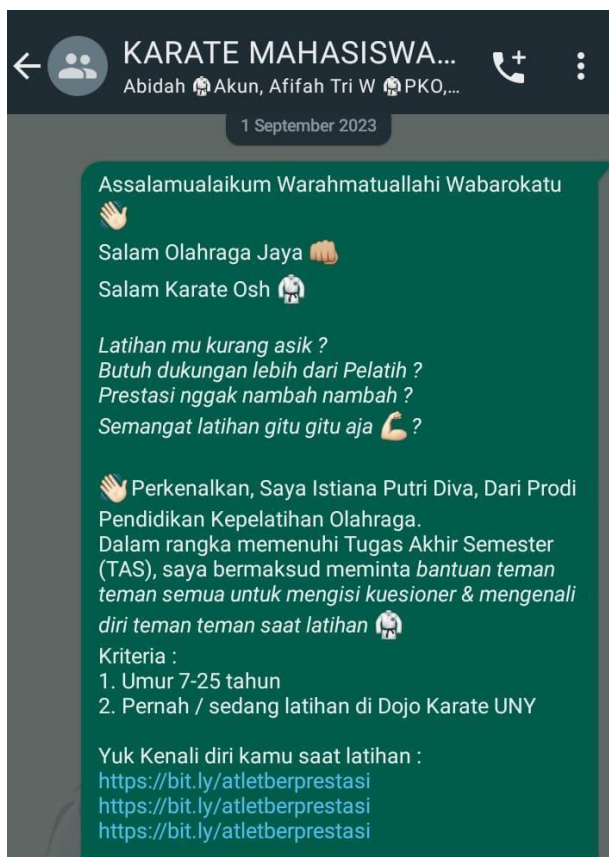 KARATE MAHASISWA...
Abidah 🥋Akun, Afifah Tri W 🥋PKO,...
1 September 2023
Assalamualaikum Warahmatuallahi Wabarokatu
👋🏻
Salam Olahraga Jaya 👊🏻
Salam Karate Osh 🥋
Latihan mu kurang asik ?
Butuh dukungan lebih dari Pelatih ?
Prestasi nggak nambah nambah ?
Semangat latihan gitu gitu aja 💪🏻?
👋🏻Perkenalkan, Saya Istiana Putri Diva, Dari Prodi
Pendidikan Kepelatihan Olahraga.
Dalam rangka memenuhi Tugas Akhir Semester
(TAS), saya bermaksud meminta bantuan teman
teman semua untuk mengisi kuesioner & mengenali
diri teman teman saat latihan 🥋
Kriteria :
1. Umur 7-25 tahun
2. Pernah / sedang latihan di Dojo Karate UNY
Yuk Kenali diri kamu saat latihan :
https://bit.ly/atletberprestasi
https://bit.ly/atletberprestasi
https://bit.ly/atletberprestasi